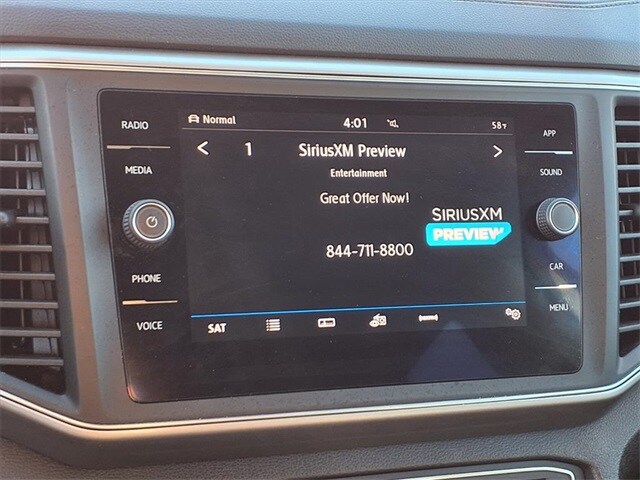 RADIO
MEDIA
PHONE
VOICE
Normal
4:01
58°F
1
SiriusXM Preview
Entertainment
Great Offer Now!
844-711-8800
SIRIUSXM
PREVIEW
SAT
APP
SOUND
CAR
MENU